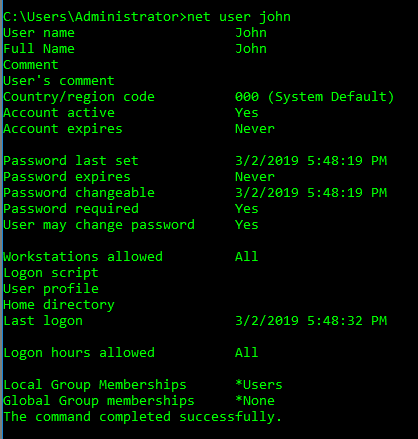 C:\Users\Administrator>net user john
User name                    John
Full Name                    John
Comment
User's comment
Country/region code          000 (System Default)
Account active               Yes
Account expires              Never
Password last set            3/2/2019 5:48:19 PM
Password expires             Never
Password changeable          3/2/2019 5:48:19 PM
Password required            Yes
User may change password     Yes
Workstations allowed         All
Logon script
User profile
Home directory
Last logon                   3/2/2019 5:48:32 PM
Logon hours allowed          All
Local Group Memberships      *Users
Global Group memberships     *None
The command completed successfully.